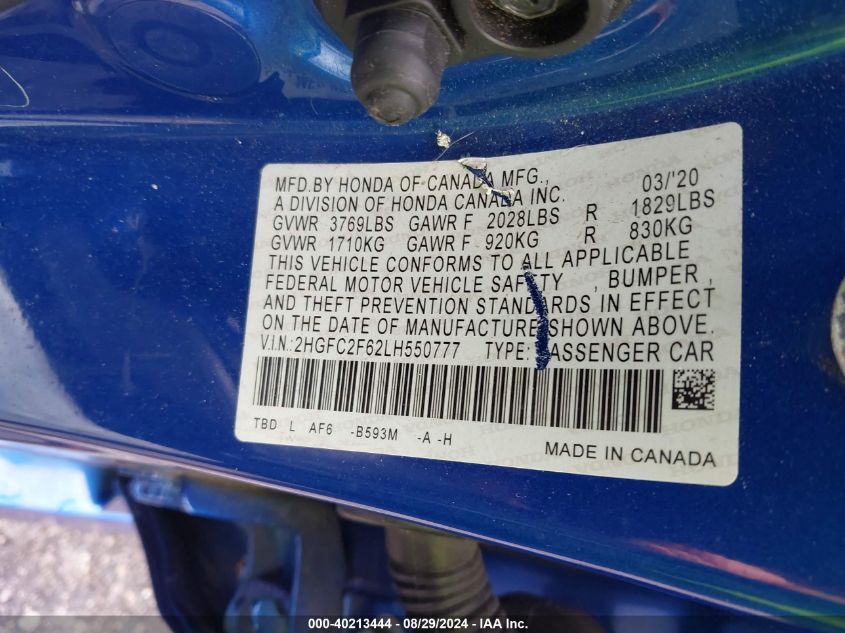 MFD.BY HONDA OF CANADA MFG., 03/'20
A DIVISION OF HONDA CANADA INC.
GVWR 3769LBS GAWR F 2028LBS R 1829LBS
GVWR 1710KG GAWR F 920KG R 830KG
THIS VEHICLE CONFORMS TO ALL APPLICABLE
FEDERAL MOTOR VEHICLE SAFETY , BUMPER ,
AND THEFT PREVENTION STANDARDS IN EFFECT
ON THE DATE OF MANUFACTURE SHOWN ABOVE.
V.I.N.:2HGFC2F62LH550777 TYPE:PASSENGER CAR
TBD L AF6 -B593M -A -H
MADE IN CANADA
000-40213444 - 08/29/2024 - IAA Inc.